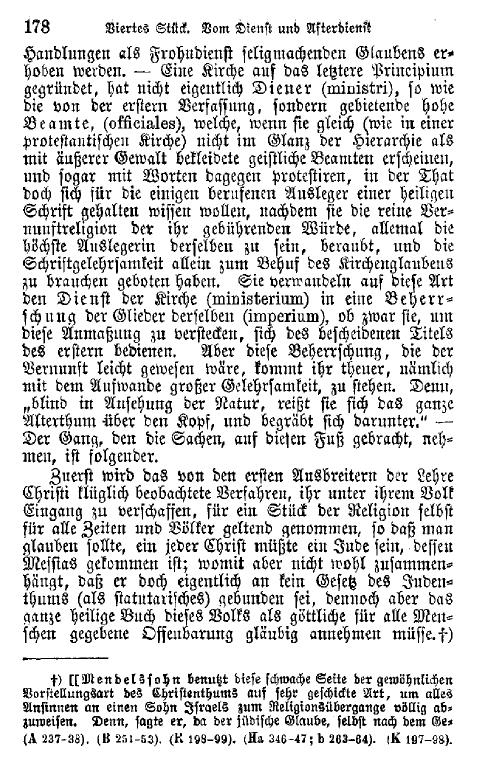 178 Viertes Stück. Vom Dienst und Afterdienst
Handlungen als Frohndienst seligmachenden Glaubens er-
hoben werden. — Eine Kirche auf das letztere Principium
gegründet, hat nicht eigentlich Diener (ministri), so wie
die von der erstern Verfassung, sondern gebietende hohe
Beamte, (officiales), welche, wenn sie gleich (wie in einer
protestantischen Kirche) nicht im Glanz der Hierarchie als
mit äußerer Gewalt bekleidete geistliche Beamten erscheinen,
und sogar mit Worten dagegen protestiren, in der That
doch sich für die einigen berufenen Ausleger einer heiligen
Schrift gehalten wissen wollen, nachdem sie die reine Ver-
nunftreligion der ihr gebührenden Würde, allemal die
höchste Auslegerin derselben zu sein, beraubt, und die
Schriftgelehrsamkeit allein zum Behuf des Kirchenglaubens
zu brauchen geboten haben. Sie verwandeln auf diese Art
den Dienst der Kirche (ministerium) in eine Beherr-
schung der Glieder derselben (imperium), ob zwar sie, um
diese Anmaßung zu verstecken, sich des bescheidenen Titels
des erstern bedienen. Aber diese Beherrschung, die der
Vernunft leicht gewesen wäre, kommt ihr theuer, nämlich
mit dem Aufwande großer Gelehrsamkeit, zu stehen. Denn,
„blind in Ansehung der Natur, reißt sie sich das ganze
Alterthum über den Kopf, und begräbt sich darunter.“ —
Der Gang, den die Sachen, auf diesen Fuß gebracht, neh-
men, ist folgender.
Zuerst wird das von den ersten Ausbreitern der Lehre
Christi klüglich beobachtete Verfahren, ihr unter ihrem Volk
Eingang zu verschaffen, für ein Stück der Religion selbst
für alle Zeiten und Völker geltend genommen, so daß man
glauben sollte, ein jeder Christ müßte ein Jude sein, dessen
Messias gekommen ist; womit aber nicht wohl zusammen-
hängt, daß er doch eigentlich an kein Gesetz des Juden-
thums (als statutarisches) gebunden sei, dennoch aber das
ganze heilige Buch dieses Volks als göttliche für alle Men-
schen gegebene Offenbarung gläubig annehmen müsse.†)
†) [[Mendelssohn benutzt diese schwache Seite der gewöhnlichen
Vorstellungsart des Christenthums auf sehr geschickte Art, um alles
Ansinnen an einen Sohn Israels zum Religionsübergange völlig ab-
zuweisen. Denn, sagte er, da der jüdische Glaube, selbst nach dem Ge-
(A 237-38). (B 251-53). (R 198-99). (Ha 346-47; b 263-64). (K 197-98).